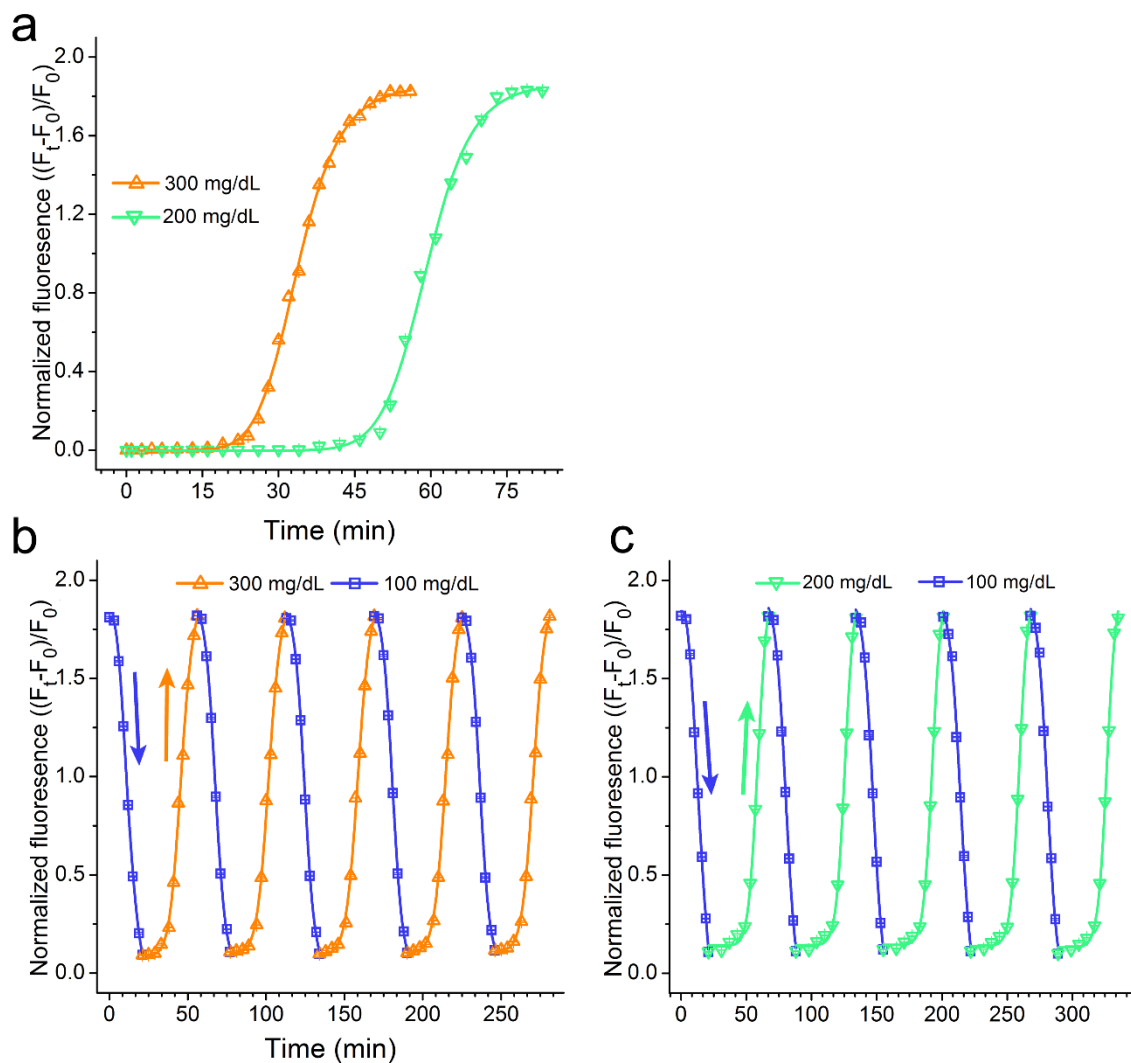 a
Normalized fluoresence ((Fₜ-F₀)/F₀)
2.0
1.6
1.2
0.8
0.4
0.0
300 mg/dL
200 mg/dL
0 15 30 45 60 75
Time (min)
b
Normalized fluoresence ((Fₜ-F₀)/F₀)
2.0
1.5
1.0
0.5
0.0
300 mg/dL 100 mg/dL
0 50 100 150 200 250
Time (min)
c
Normalized fluoresence ((Fₜ-F₀)/F₀)
2.0
1.5
1.0
0.5
0.0
200 mg/dL 100 mg/dL
0 50 100 150 200 250 300
Time (min)